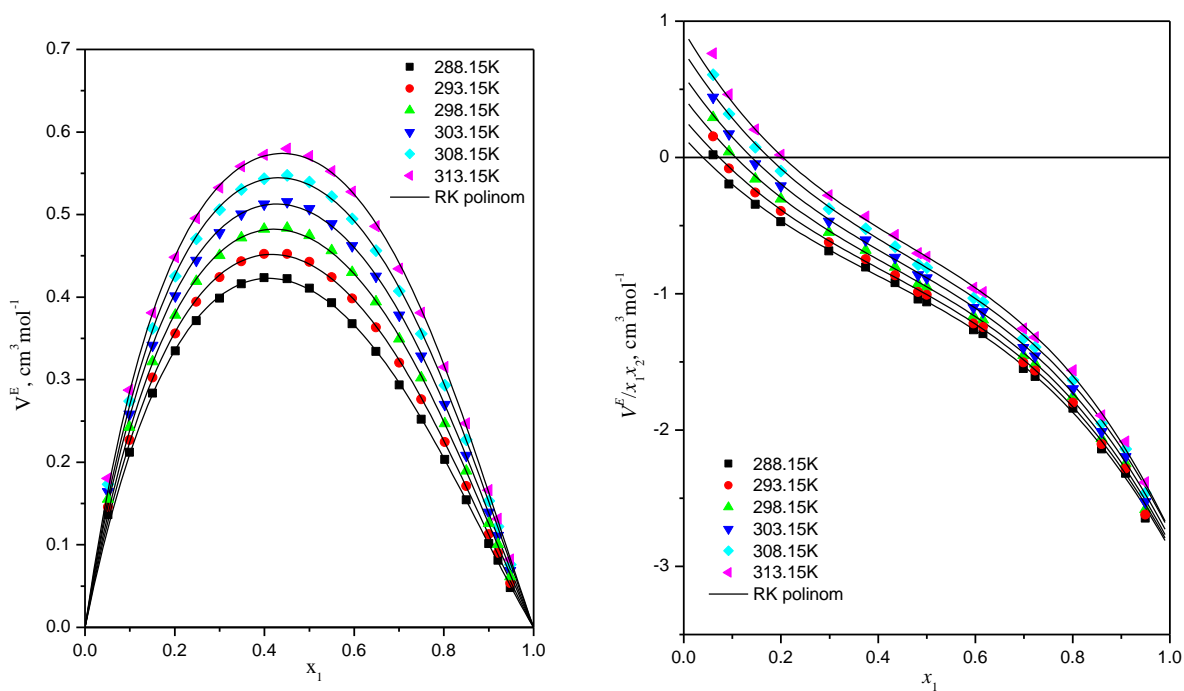 0.7
0.6
0.5
0.4
0.3
0.2
0.1
0.0
V^E, cm^3 mol^-1
288.15K
293.15K
298.15K
303.15K
308.15K
313.15K
RK polinom
0.0 0.2 0.4 0.6 0.8 1.0
x_1
1
0
-1
-2
-3
V^E/x_1x_2, cm^3 mol^-1
288.15K
293.15K
298.15K
303.15K
308.15K
313.15K
RK polinom
0.0 0.2 0.4 0.6 0.8 1.0
x_1